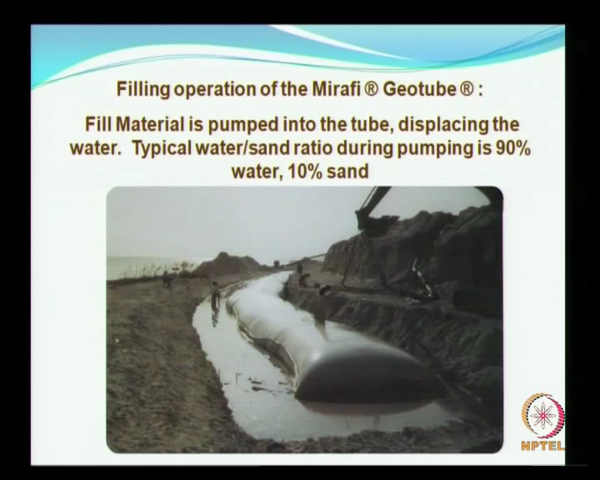 Filling operation of the Mirafi ® Geotube ® :
Fill Material is pumped into the tube, displacing the
water. Typical water/sand ratio during pumping is 90%
water, 10% sand
NPTEL